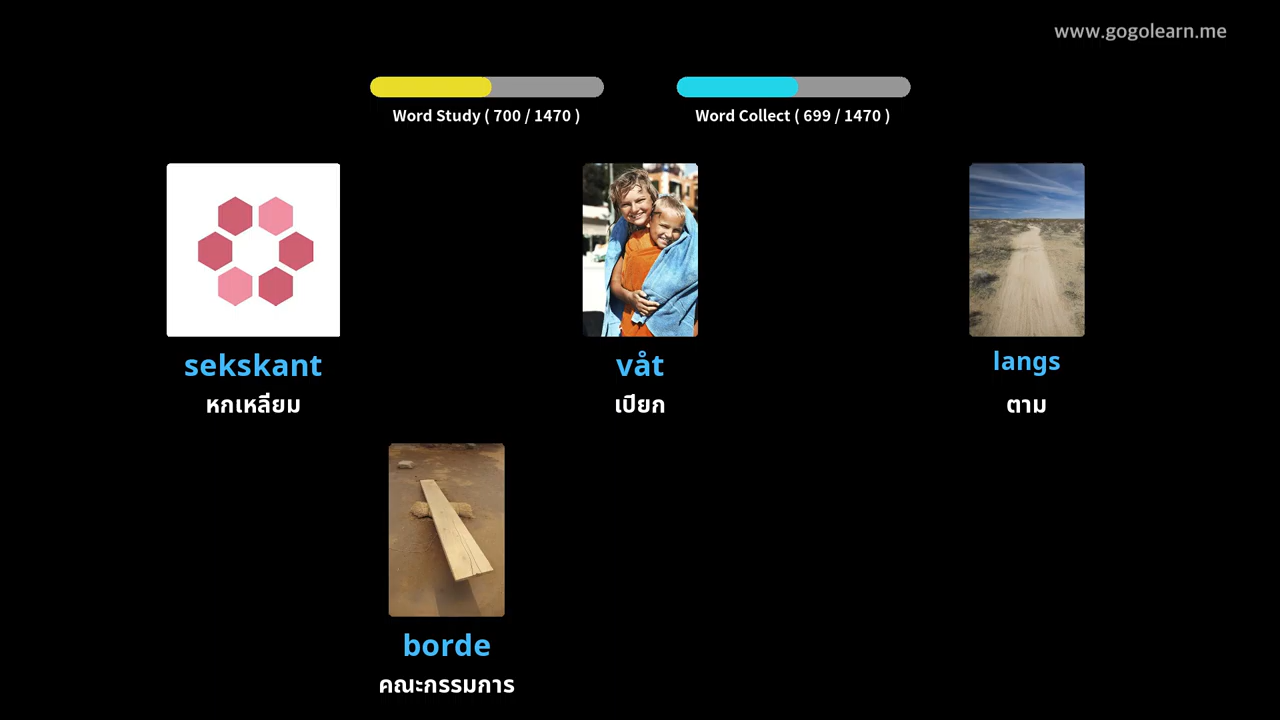 www.gogolearn.me
Word Study ( 700 / 1470 )
Word Collect ( 699 / 1470 )
sekskant
หกเหลี่ยม
våt
เปียก
langs
ตาม
borde
คณะกรรมการ